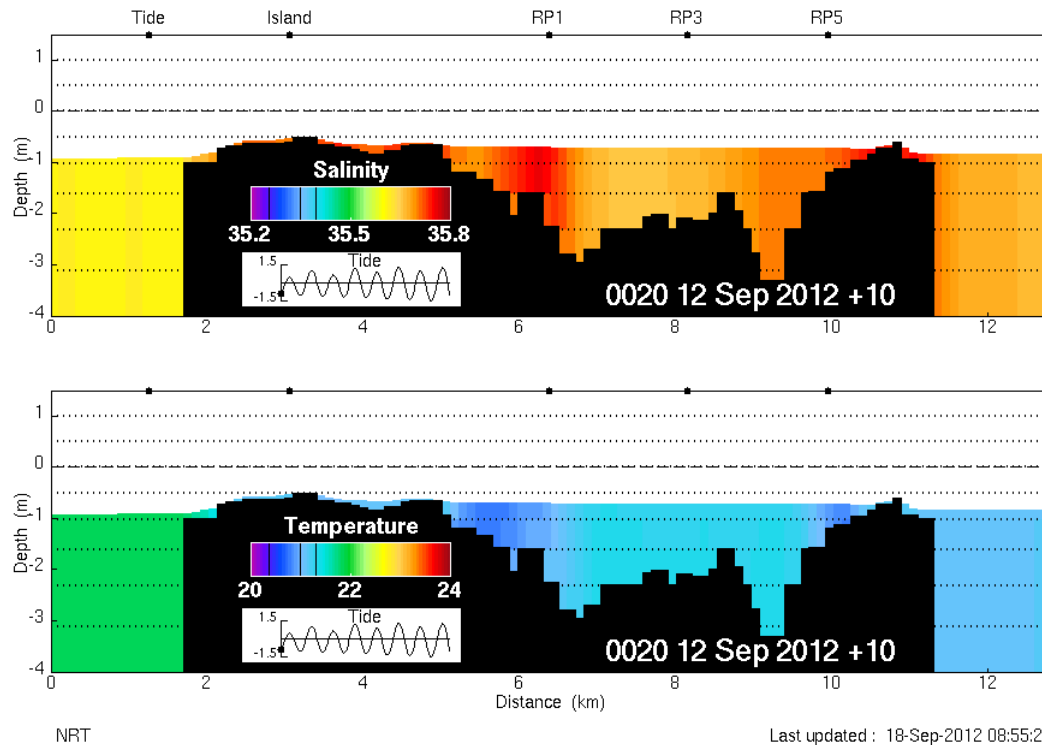 Tide Island RP1 RP3 RP5
1
0
-1
-2
-3
-4
Depth (m)
Salinity
35.2 35.5 35.8
1.5 Tide
-1.5
0020 12 Sep 2012 +10
0 2 4 6 8 10 12
1
0
-1
-2
-3
-4
Depth (m)
Temperature
20 22 24
1.5 Tide
-1.5
0020 12 Sep 2012 +10
0 2 4 6 8 10 12
Distance (km)
NRT Last updated : 18-Sep-2012 08:55:2